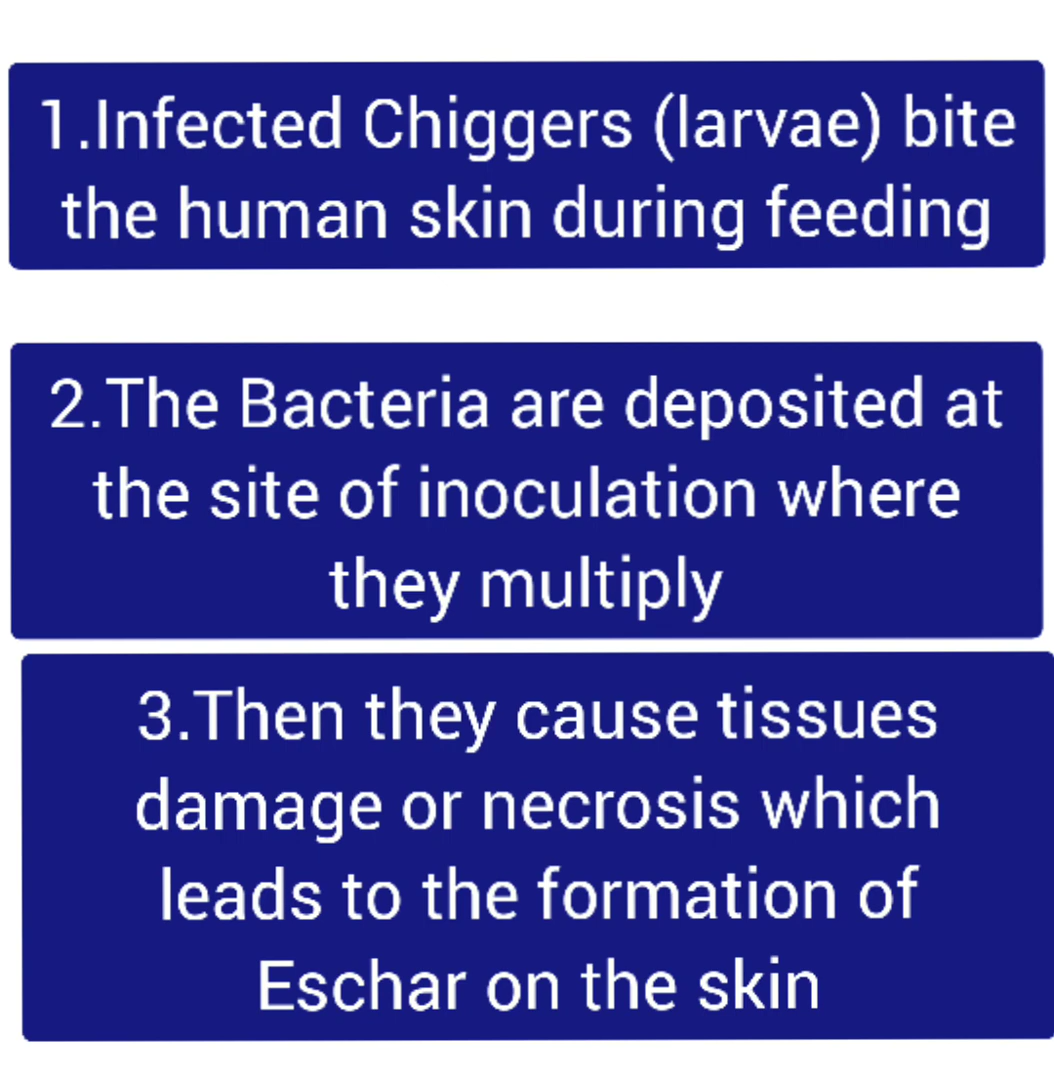 1.Infected Chiggers (larvae) bite
the human skin during feeding
2.The Bacteria are deposited at
the site of inoculation where
they multiply
3.Then they cause tissues
damage or necrosis which
leads to the formation of
Eschar on the skin